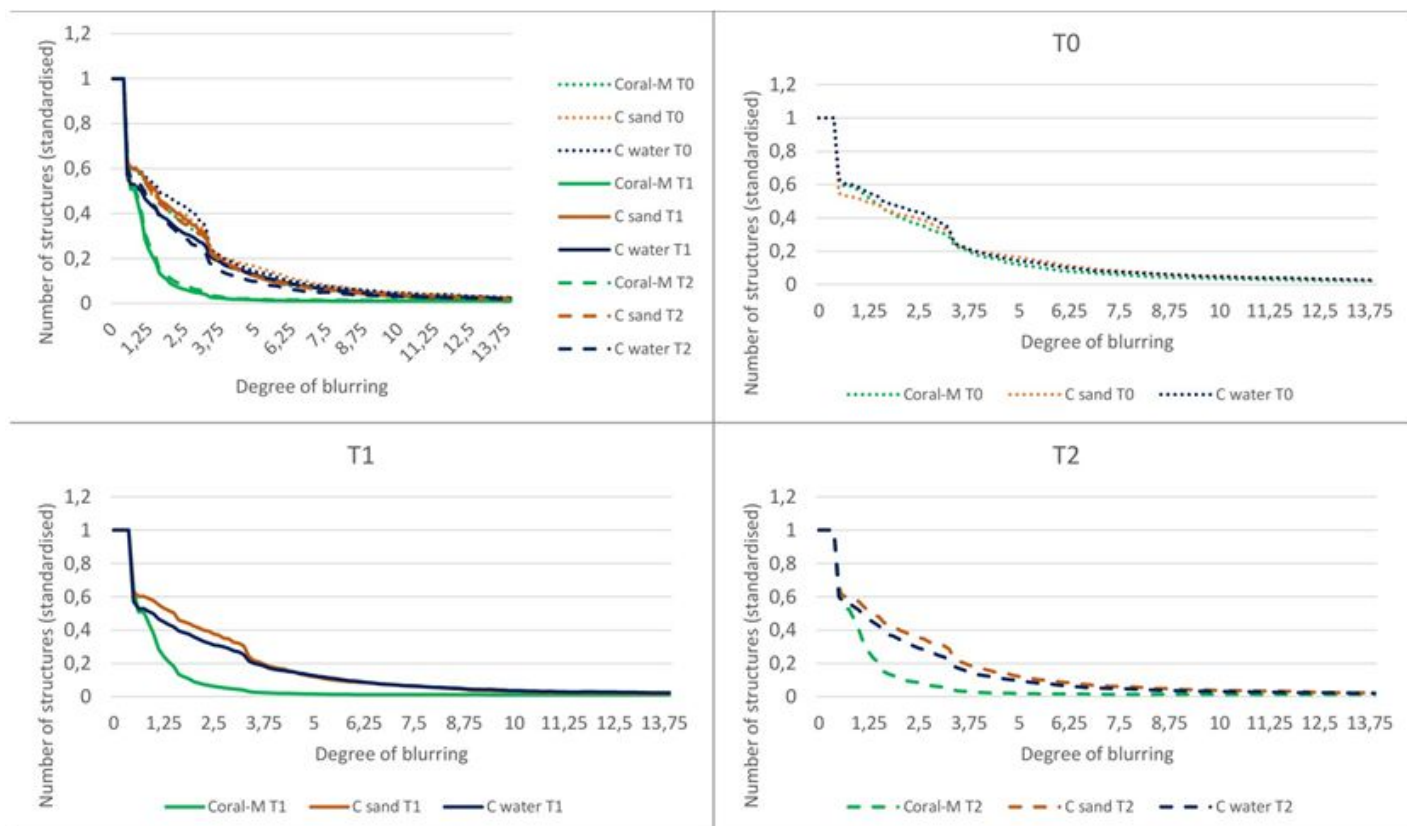 1,2
1
0,8
0,6
0,4
0,2
0
Number of structures (standardised)
0 1,25 2,5 3,75 5 6,25 7,5 8,75 10 11,25 12,5 13,75
Degree of blurring
Coral-M T0
C sand T0
C water T0
Coral-M T1
C sand T1
C water T1
Coral-M T2
C sand T2
C water T2
T0
1,2
1
0,8
0,6
0,4
0,2
0
Number of structures (standardised)
0 1,25 2,5 3,75 5 6,25 7,5 8,75 10 11,25 12,5 13,75
Degree of blurring
Coral-M T0 C sand T0 C water T0
T1
1,2
1
0,8
0,6
0,4
0,2
0
Number of structures (standardised)
0 1,25 2,5 3,75 5 6,25 7,5 8,75 10 11,25 12,5 13,75
Degree of blurring
Coral-M T1 C sand T1 C water T1
T2
1,2
1
0,8
0,6
0,4
0,2
0
Number of structures (standardised)
0 1,25 2,5 3,75 5 6,25 7,5 8,75 10 11,25 12,5 13,75
Degree of blurring
Coral-M T2 C sand T2 C water T2